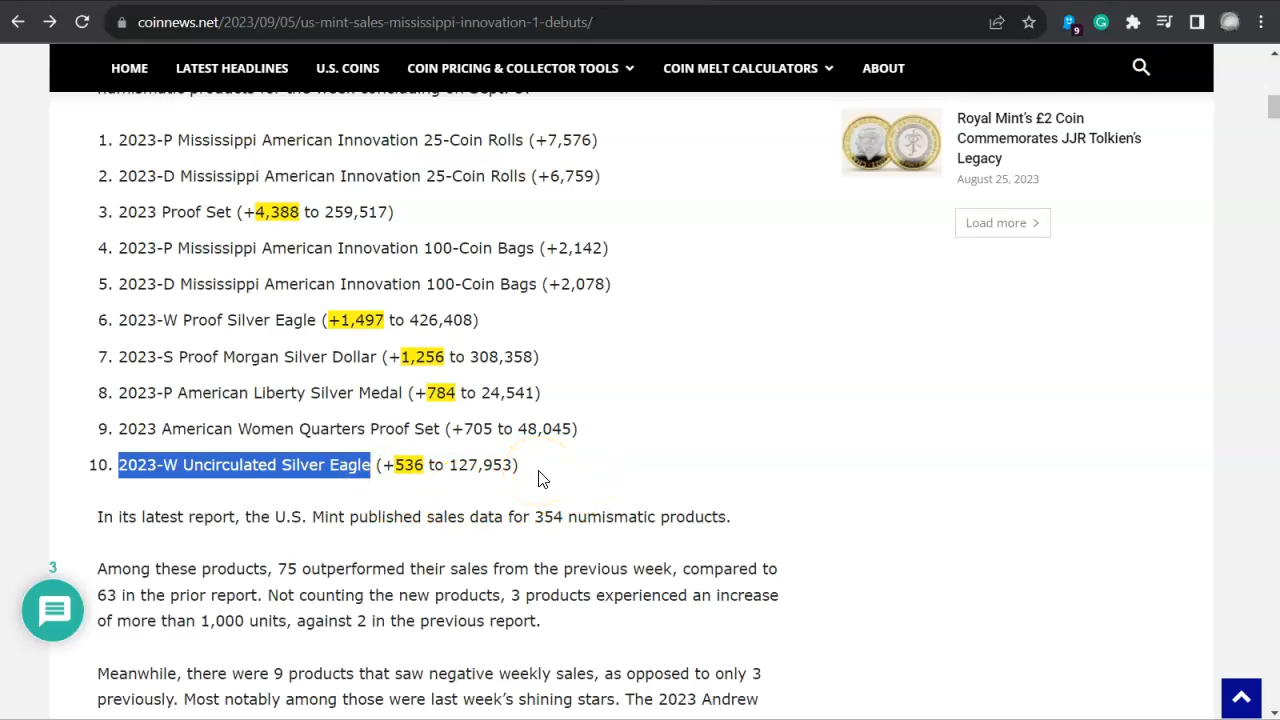 coinnews.net/2023/09/05/us-mint-sales-mississippi-innovation-1-debuts/
9
HOME LATEST HEADLINES U.S. COINS COIN PRICING & COLLECTOR TOOLS COIN MELT CALCULATORS ABOUT
numismatic products for the week concluding on Sept. 3:
1. 2023-P Mississippi American Innovation 25-Coin Rolls (+7,576)
2. 2023-D Mississippi American Innovation 25-Coin Rolls (+6,759)
3. 2023 Proof Set (+4,388 to 259,517)
4. 2023-P Mississippi American Innovation 100-Coin Bags (+2,142)
5. 2023-D Mississippi American Innovation 100-Coin Bags (+2,078)
6. 2023-W Proof Silver Eagle (+1,497 to 426,408)
7. 2023-S Proof Morgan Silver Dollar (+1,256 to 308,358)
8. 2023-P American Liberty Silver Medal (+784 to 24,541)
9. 2023 American Women Quarters Proof Set (+705 to 48,045)
10. 2023-W Uncirculated Silver Eagle (+536 to 127,953)
In its latest report, the U.S. Mint published sales data for 354 numismatic products.
Among these products, 75 outperformed their sales from the previous week, compared to
63 in the prior report. Not counting the new products, 3 products experienced an increase
of more than 1,000 units, against 2 in the previous report.
Meanwhile, there were 9 products that saw negative weekly sales, as opposed to only 3
previously. Most notably among those were last week's shining stars. The 2023 Andrew
Royal Mint's £2 Coin
Commemorates JJR Tolkien's
Legacy
August 25, 2023
Load more
3